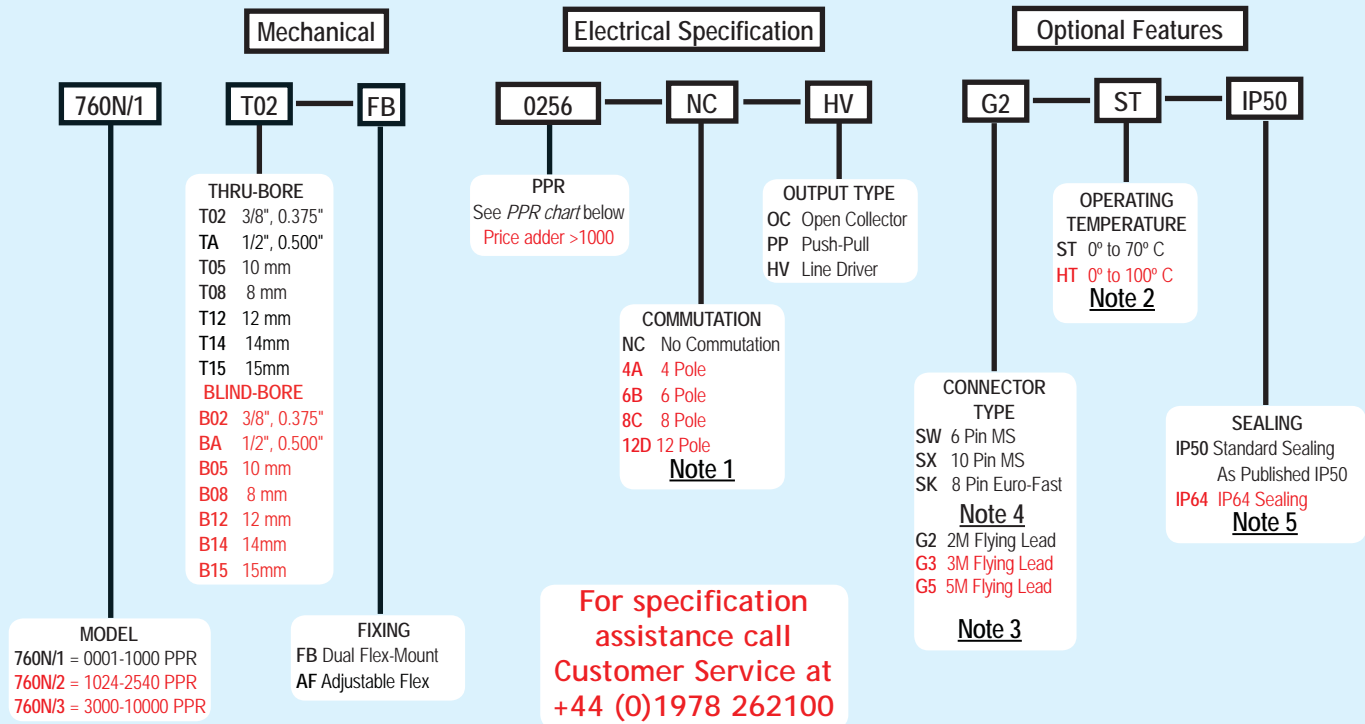 Mechanical
Electrical Specification
Optional Features
760N/1
T02
FB
0256
NC
HV
G2
ST
IP50
THRU-BORE
T02 3/8", 0.375"
TA 1/2", 0.500"
T05 10 mm
T08 8 mm
T12 12 mm
T14 14mm
T15 15mm
BLIND-BORE
B02 3/8", 0.375"
BA 1/2", 0.500"
B05 10 mm
B08 8 mm
B12 12 mm
B14 14mm
B15 15mm
PPR
See PPR chart below
Price adder >1000
OUTPUT TYPE
OC Open Collector
PP Push-Pull
HV Line Driver
OPERATING
TEMPERATURE
ST 0º to 70º C
HT 0º to 100º C
Note 2
COMMUTATION
NC No Commutation
4A 4 Pole
6B 6 Pole
8C 8 Pole
12D 12 Pole
Note 1
CONNECTOR
TYPE
SW 6 Pin MS
SX 10 Pin MS
SK 8 Pin Euro-Fast
Note 4
G2 2M Flying Lead
G3 3M Flying Lead
G5 5M Flying Lead
Note 3
SEALING
IP50 Standard Sealing
As Published IP50
IP64 IP64 Sealing
Note 5
MODEL
760N/1 = 0001-1000 PPR
760N/2 = 1024-2540 PPR
760N/3 = 3000-10000 PPR
FIXING
FB Dual Flex-Mount
AF Adjustable Flex
For specification
assistance call
Customer Service at
+44 (0)1978 262100